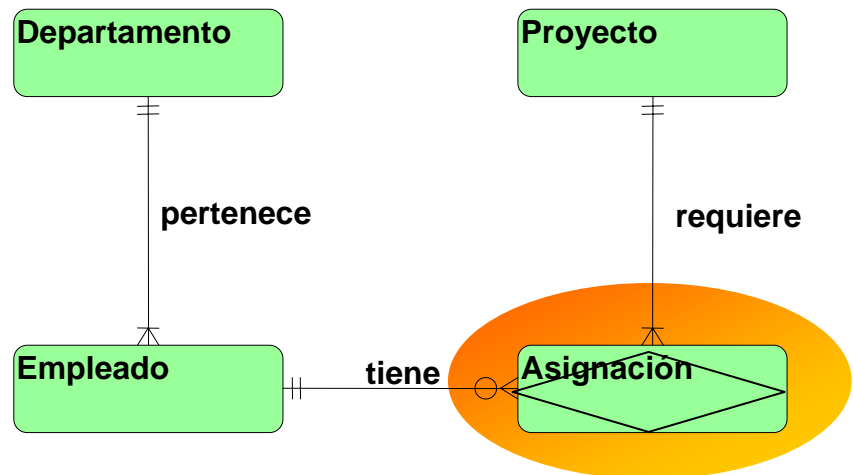 Departamento
Proyecto
pertenece
requiere
Empleado
tiene
Asignación